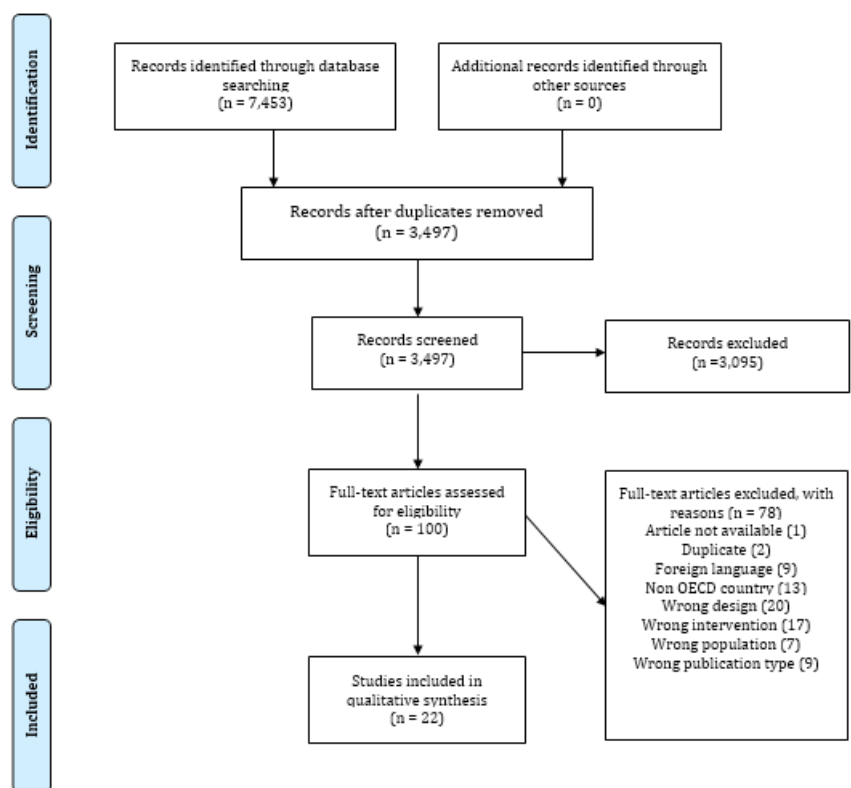 Identification
Records identified through database
searching
(n = 7,453)
Additional records identified through
other sources
(n = 0)
Records after duplicates removed
(n = 3,497)
Screening
Records screened
(n = 3,497)
Records excluded
(n =3,095)
Eligibility
Full-text articles assessed
for eligibility
(n = 100)
Full-text articles excluded, with
reasons (n = 78)
Article not available (1)
Duplicate (2)
Foreign language (9)
Non OECD country (13)
Wrong design (20)
Wrong intervention (17)
Wrong population (7)
Wrong publication type (9)
Included
Studies included in
qualitative synthesis
(n = 22)